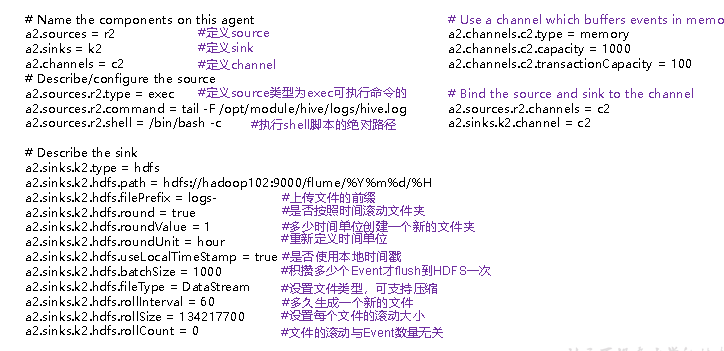 # Name the components on this agent
a2.sources = r2 #定义source
a2.sinks = k2 #定义sink
a2.channels = c2 #定义channel
# Describe/configure the source
a2.sources.r2.type = exec #定义source类型为exec可执行命令的
a2.sources.r2.command = tail -F /opt/module/hive/logs/hive.log
a2.sources.r2.shell = /bin/bash -c #执行shell脚本的绝对路径
# Describe the sink
a2.sinks.k2.type = hdfs
a2.sinks.k2.hdfs.path = hdfs://hadoop102:9000/flume/%Y%m%d/%H
a2.sinks.k2.hdfs.filePrefix = logs- #上传文件的前缀
a2.sinks.k2.hdfs.round = true #是否按照时间滚动文件夹
a2.sinks.k2.hdfs.roundValue = 1 #多少时间单位创建一个新的文件夹
a2.sinks.k2.hdfs.roundUnit = hour #重新定义时间单位
a2.sinks.k2.hdfs.useLocalTimeStamp = true #是否使用本地时间戳
a2.sinks.k2.hdfs.batchSize = 1000 #积攒多少个Event才flush到HDFS一次
a2.sinks.k2.hdfs.fileType = DataStream #设置文件类型，可支持压缩
a2.sinks.k2.hdfs.rollInterval = 60 #多久生成一个新的文件
a2.sinks.k2.hdfs.rollSize = 134217700 #设置每个文件的滚动大小
a2.sinks.k2.hdfs.rollCount = 0 #文件的滚动与Event数量无关
# Use a channel which buffers events in memo
a2.channels.c2.type = memory
a2.channels.c2.capacity = 1000
a2.channels.c2.transactionCapacity = 100
# Bind the source and sink to the channel
a2.sources.r2.channels = c2
a2.sinks.k2.channel = c2